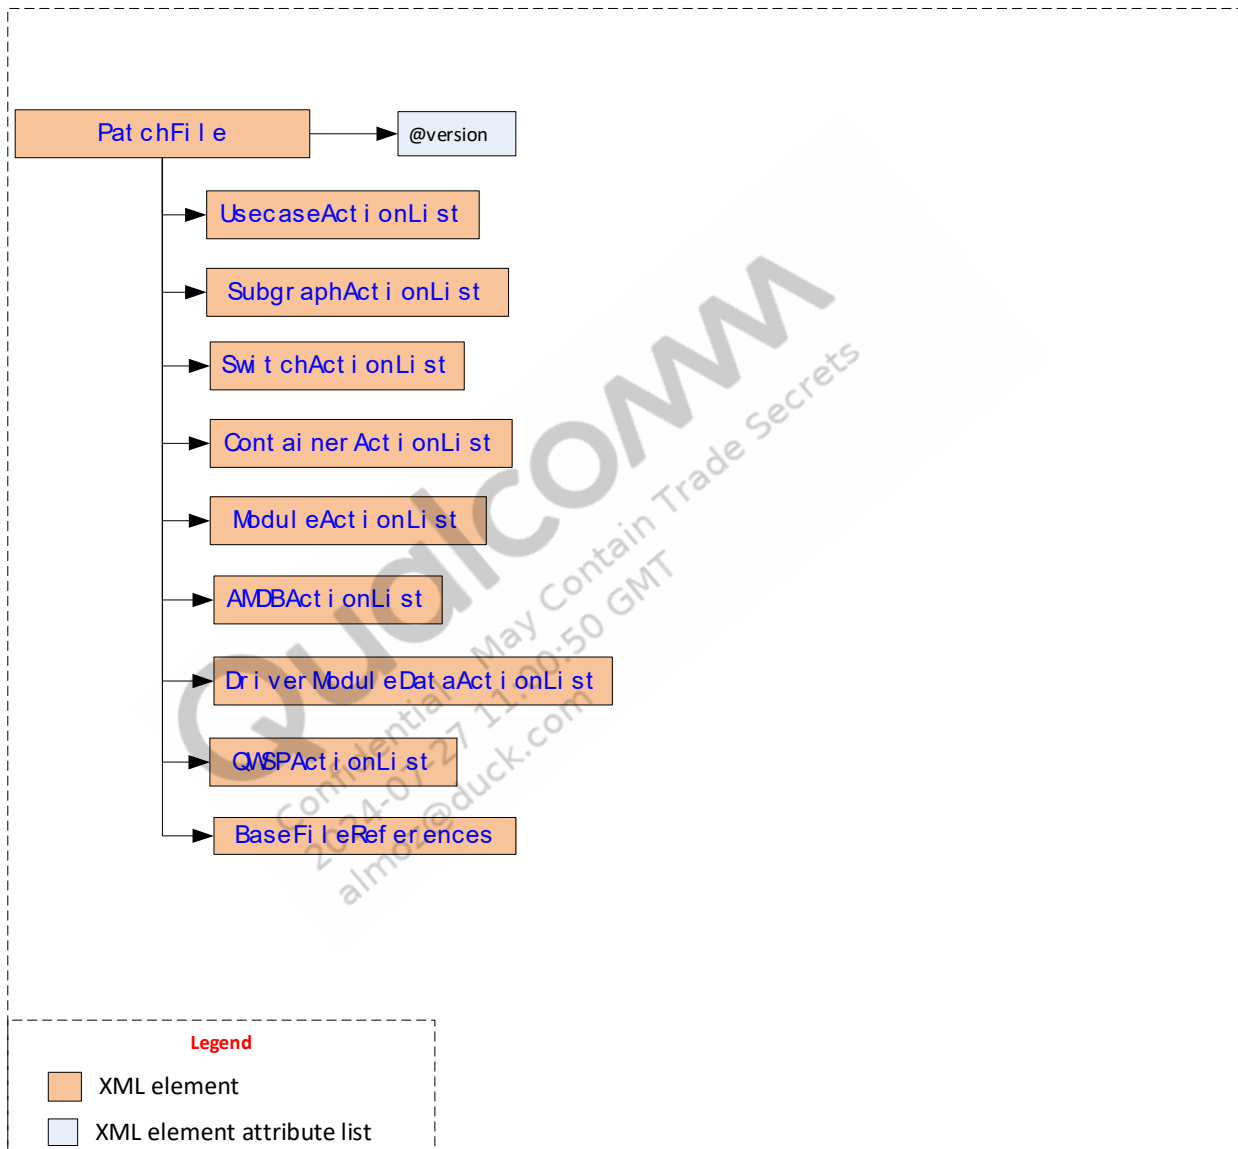 PatchFile
@version
UsecaseActionList
SubgraphActionList
SwitchActionList
ContainerActionList
ModuleActionList
AMDBActionList
DriverModuleDataActionList
QWSPActionList
BaseFileReferences
Qualcomm
Confidential - May Contain Trade Secrets
2024-07-27 11:00:50 GMT
almoz@duck.com
Legend
XML element
XML element attribute list